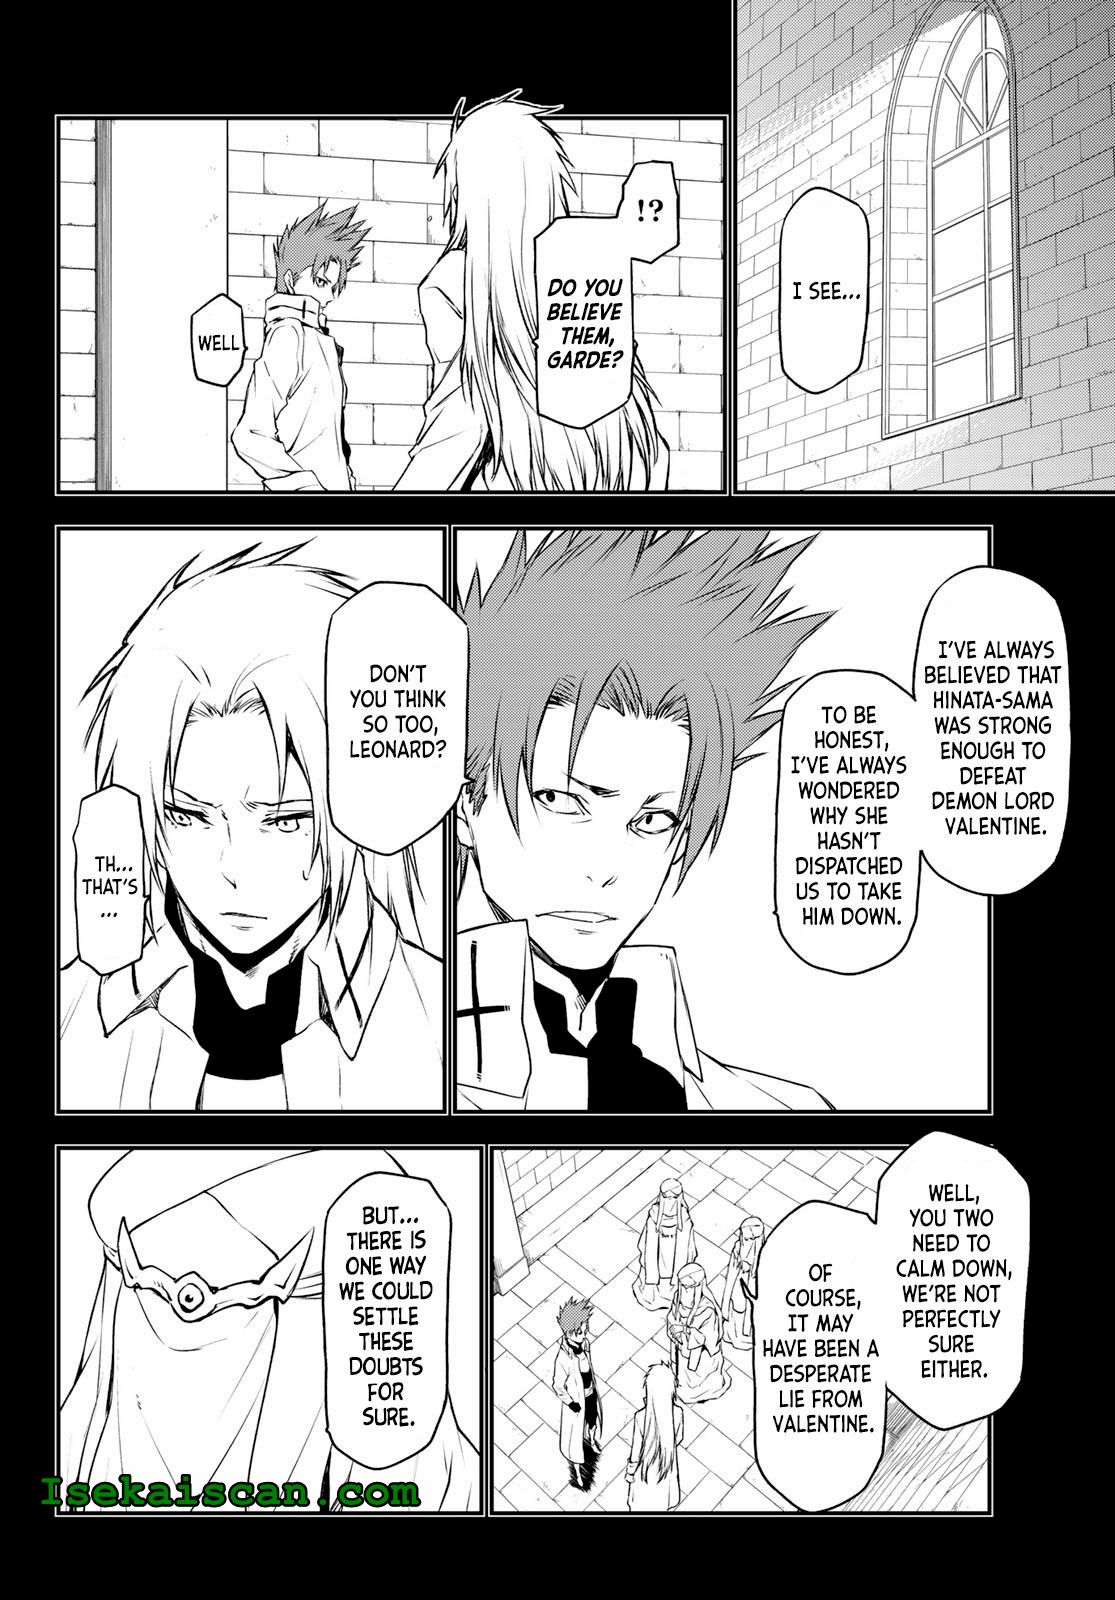 I SEE...
!?
DO YOU
BELIEVE
THEM,
GARDE?
WELL
I'VE ALWAYS
BELIEVED THAT
HINATA-SAMA
WAS STRONG
ENOUGH TO
DEFEAT
DEMON LORD
VALENTINE.
TO BE
HONEST,
I'VE ALWAYS
WONDERED
WHY SHE
HASN'T
DISPATCHED
US TO TAKE
HIM DOWN.
DON'T
YOU THINK
SO TOO,
LEONARD?
TH...
THAT'S
...
WELL,
YOU TWO
NEED TO
CALM DOWN,
WE'RE NOT
PERFECTLY
SURE
EITHER.
OF
COURSE,
IT MAY
HAVE BEEN A
DESPERATE
LIE FROM
VALENTINE.
BUT...
THERE IS
ONE WAY
WE COULD
SETTLE
THESE
DOUBTS
FOR
SURE.
Isekaiscan.com